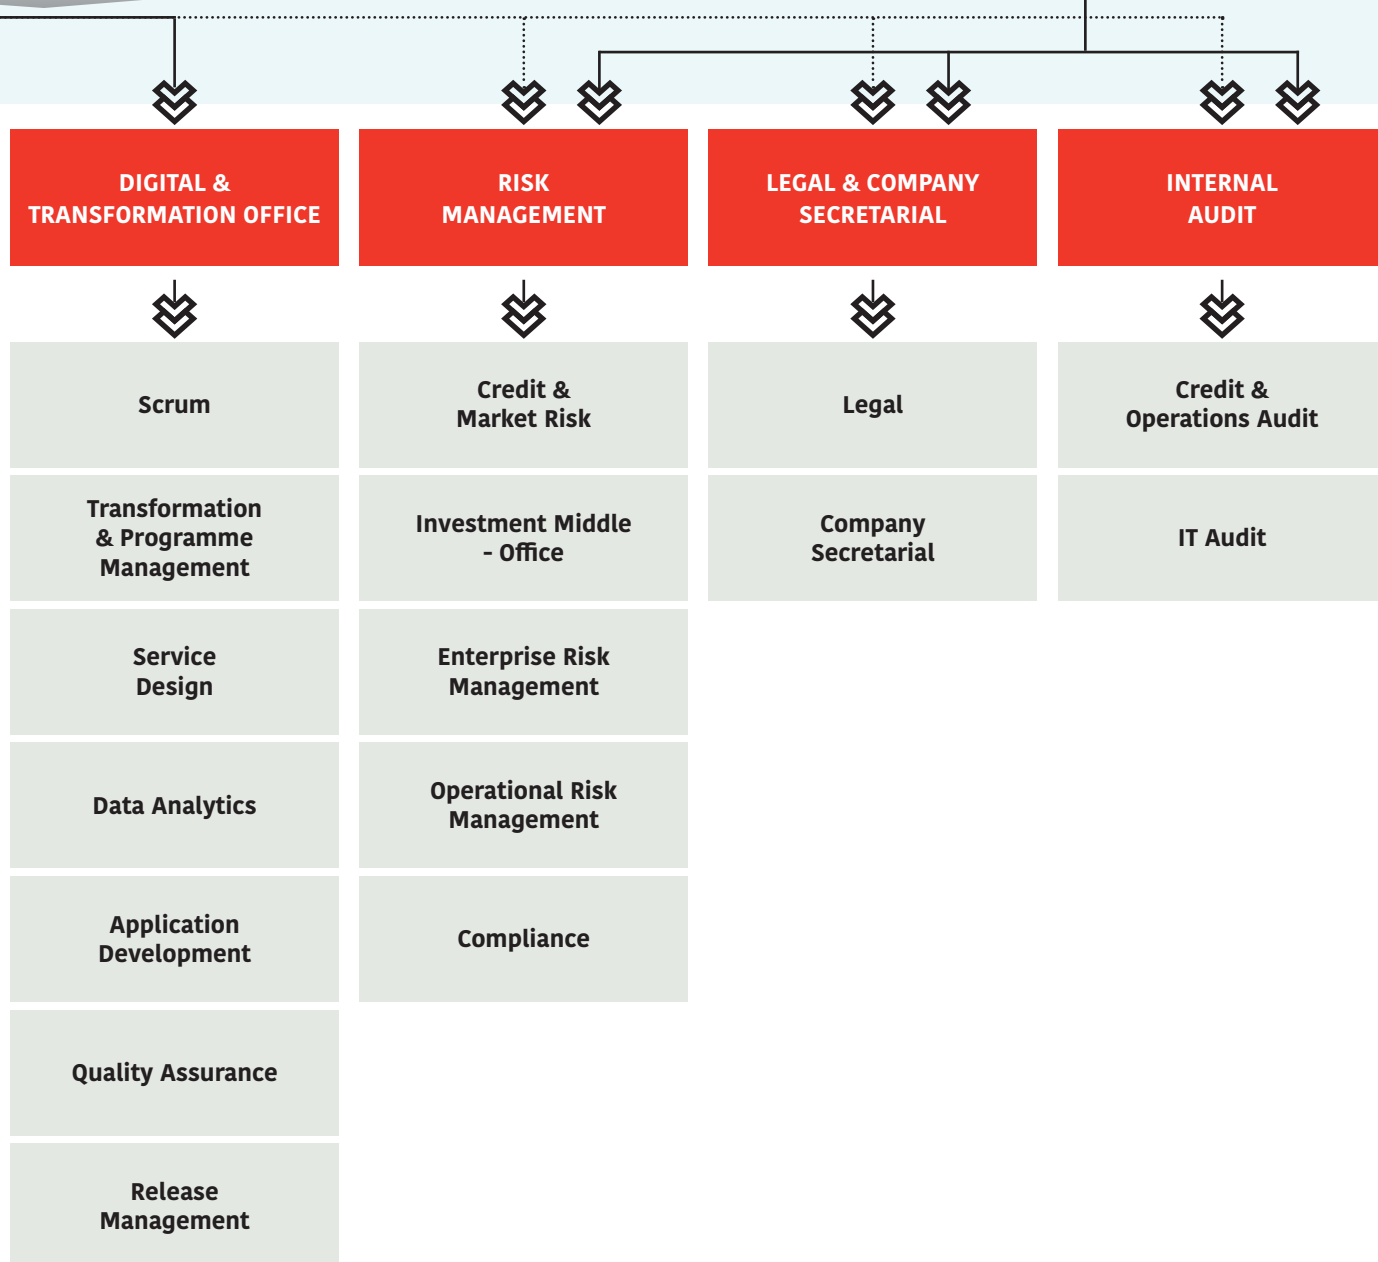 DIGITAL &
TRANSFORMATION OFFICE
RISK
MANAGEMENT
LEGAL & COMPANY
SECRETARIAL
INTERNAL
AUDIT
Scrum
Transformation
& Programme
Management
Service
Design
Data Analytics
Application
Development
Quality Assurance
Release
Management
Credit &
Market Risk
Investment Middle
- Office
Enterprise Risk
Management
Operational Risk
Management
Compliance
Legal
Company
Secretarial
Credit &
Operations Audit
IT Audit